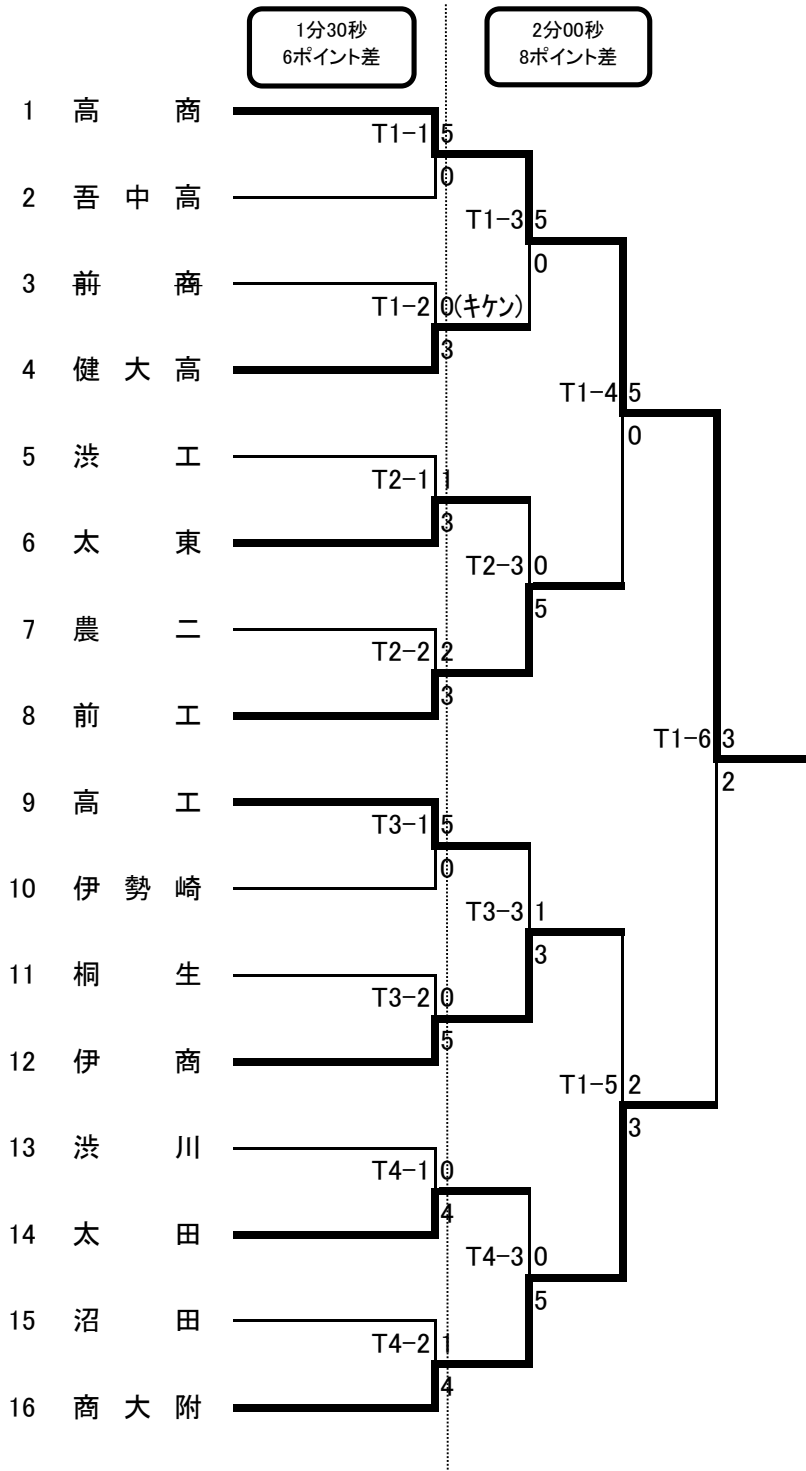 1分30秒
6ポイント差
2分00秒
8ポイント差
1 高 商
T1-1 5
0
2 吾 中 高
T1-3 5
0
3 前 商
T1-2 0(キケン)
3
4 健 大 高
T1-4 5
0
5 渋 工
T2-1 1
3
6 太 東
T2-3 0
5
7 農 二
T2-2 2
3
8 前 工
T1-6 3
2
9 高 工
T3-1 5
0
10 伊 勢 崎
T3-3 1
3
11 桐 生
T3-2 0
5
12 伊 商
T1-5 2
3
13 渋 川
T4-1 0
4
14 太 田
T4-3 0
5
15 沼 田
T4-2 1
4
16 商 大 附